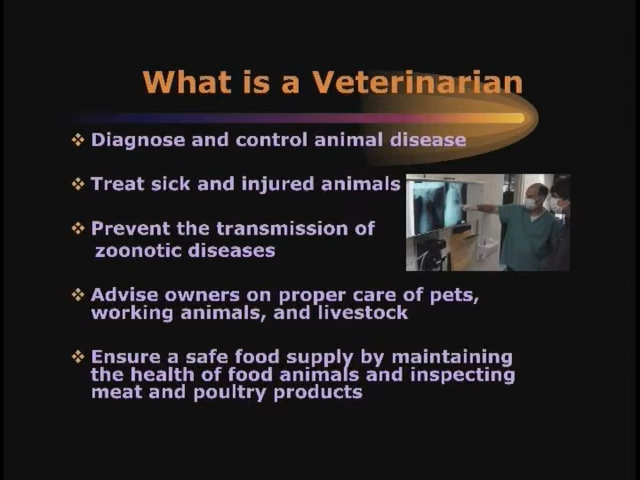 What is a Veterinarian
❖ Diagnose and control animal disease
❖ Treat sick and injured animals
❖ Prevent the transmission of
zoonotic diseases
❖ Advise owners on proper care of pets,
working animals, and livestock
❖ Ensure a safe food supply by maintaining
the health of food animals and inspecting
meat and poultry products